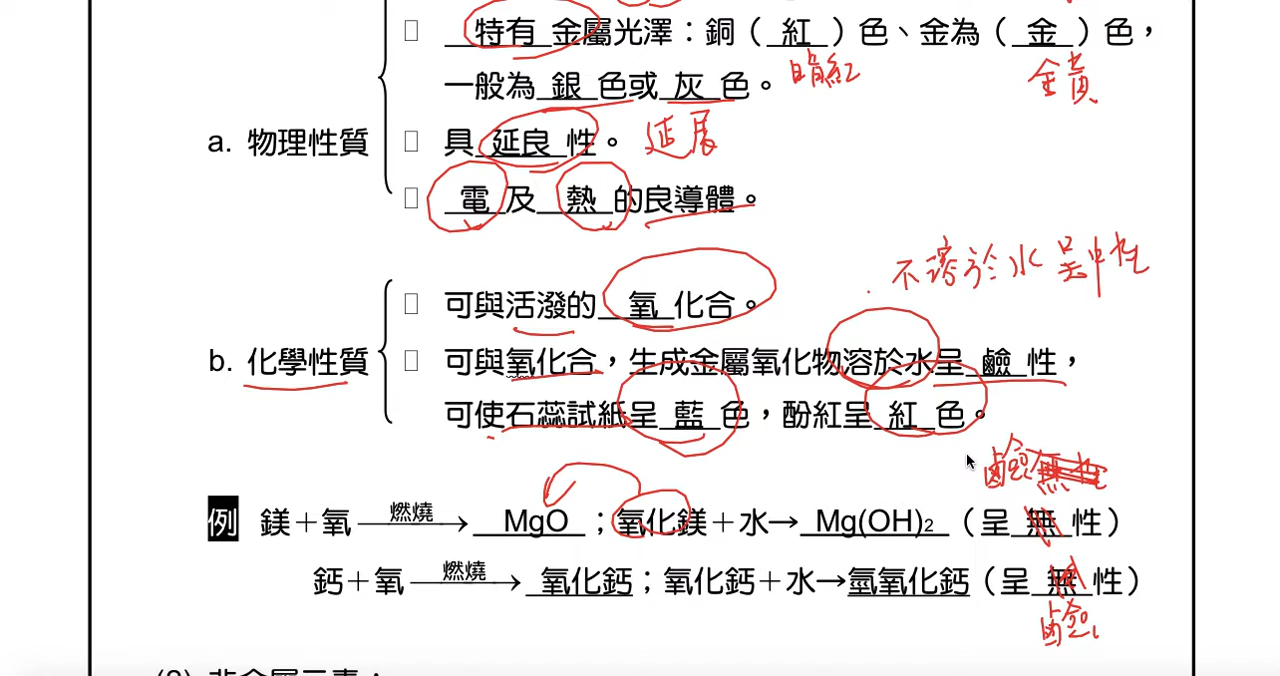 特有 金屬光澤：銅（ 紅 ）色、金為（ 金 ）色，
暗紅
金黃
一般為 銀 色或 灰 色。
a. 物理性質
具 延良 性。 延展
電 及 熱 的良導體。
不溶於水呈中性
可與活潑的 氧 化合。
b. 化學性質
可與氧化合，生成金屬氧化物溶於水呈 鹼 性，
可使石蕊試紙呈 藍 色，酚紅呈 紅 色。
鹼
例 鎂＋氧 燃燒→ MgO ；氧化鎂＋水→ Mg(OH)₂ （呈 無 性）
鈣＋氧 燃燒→ 氧化鈣；氧化鈣＋水→氫氧化鈣（呈 無 性）
鹼